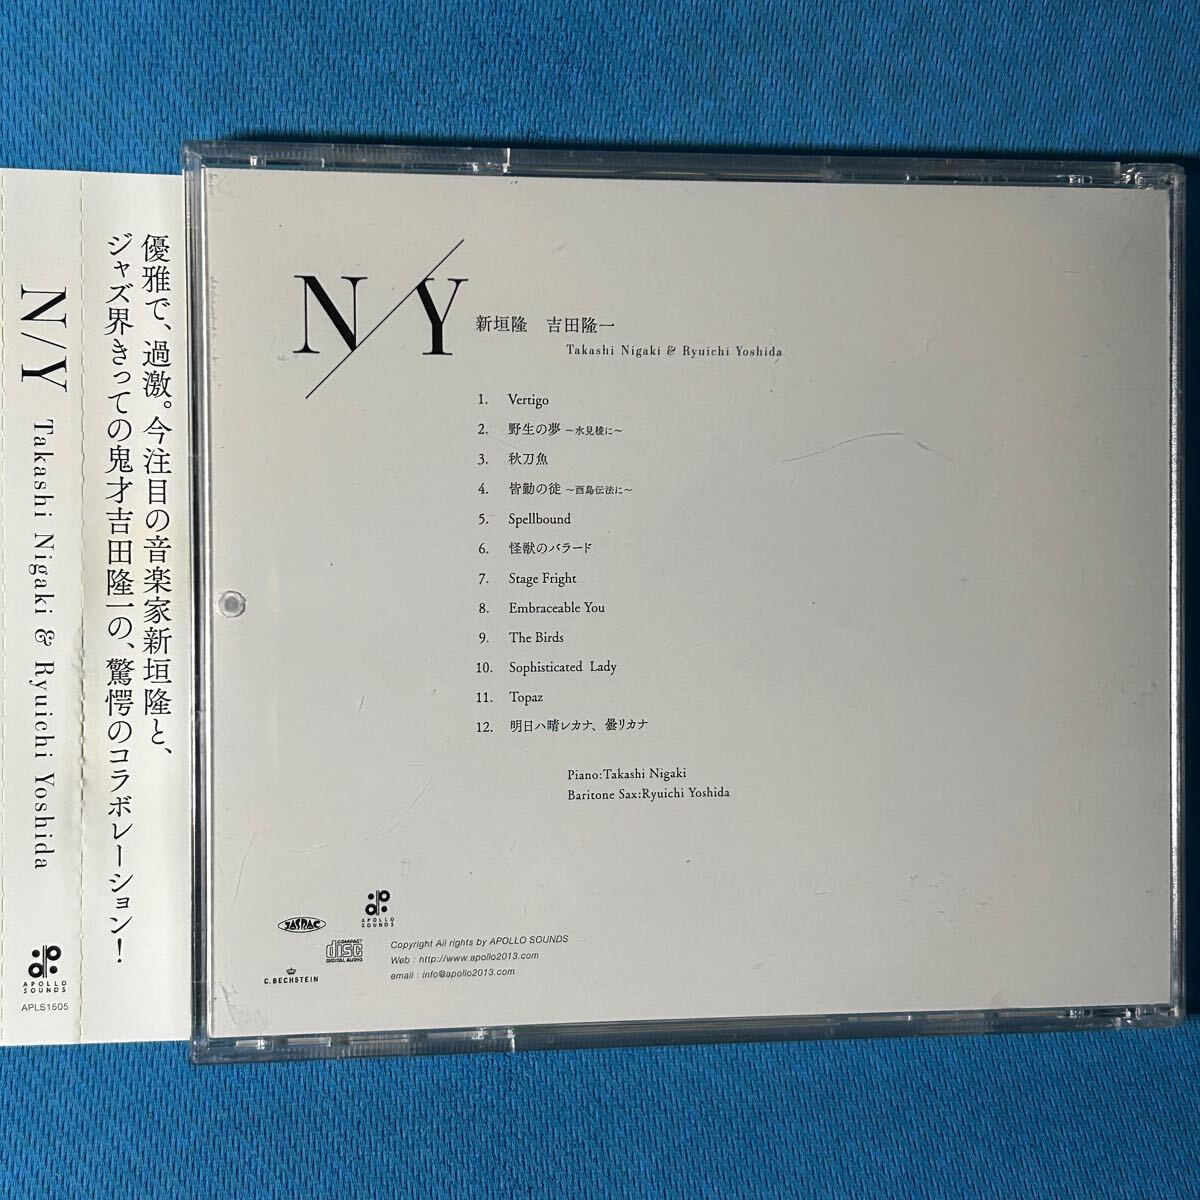 優雅で、過激。今注目の音楽家新垣隆と、
ジャズ界きっての鬼才吉田隆一の、驚愕のコラボレーション!
N/Y Takashi Nigaki & Ryuichi Yoshida
APOLLO
SOUNDS
APLS1505
N/Y
新垣隆 吉田隆一
Takashi Nigaki & Ryuichi Yoshida
1. Vertigo
2. 野生の夢 ~水見稜に~
3. 秋刀魚
4. 皆勤の徒 ~酉島伝法に~
5. Spellbound
6. 怪獣のバラード
7. Stage Fright
8. Embraceable You
9. The Birds
10. Sophisticated Lady
11. Topaz
12. 明日ハ晴レカナ、曇リカナ
Piano:Takashi Nigaki
Baritone Sax:Ryuichi Yoshida
JASRAC
APOLLO
SOUNDS
COMPACT
disc
DIGITAL AUDIO
C.BECHSTEIN
Copyright All rights by APOLLO SOUNDS
Web : http://www.apollo2013.com
email : info@apollo2013.com